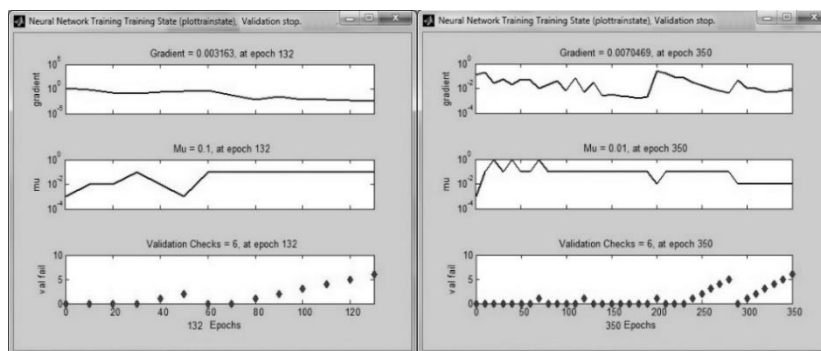 Neural Network Training Training State (plottrainstate), Validation stop.
Gradient = 0.003163, at epoch 132
10^5
10^0
10^-5
gradient
Mu = 0.1, at epoch 132
10^0
10^-2
10^-4
mu
Validation Checks = 6, at epoch 132
10
5
0
val fail
0 20 40 60 80 100 120
132 Epochs
Neural Network Training Training State (plottrainstate), Validation stop.
Gradient = 0.0070469, at epoch 350
10^0
10^-2
10^-4
gradient
Mu = 0.01, at epoch 350
10^0
10^-2
10^-4
mu
Validation Checks = 6, at epoch 350
10
5
0
val fail
0 50 100 150 200 250 300 350
350 Epochs